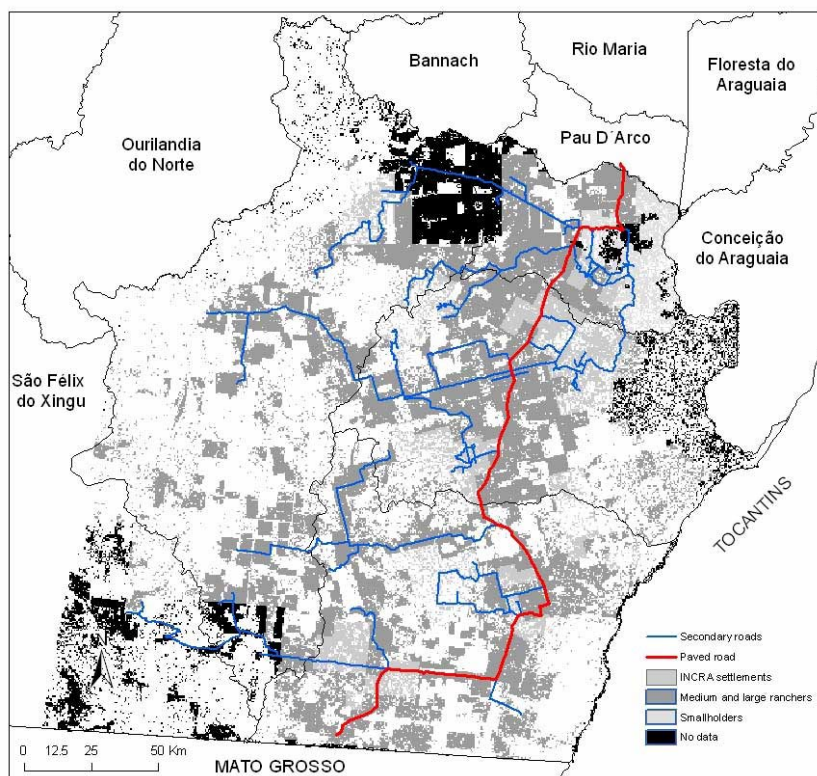 Rio Maria
Bannach
Floresta do
Araguaia
Pau D´Arco
Ourilandia
do Norte
Conceição
do Araguaia
São Félix
do Xingu
TOCANTINS
N
Secondary roads
Paved road
INCRA settlements
Medium and large ranchers
Smallholders
No data
0 12.5 25 50 Km
MATO GROSSO